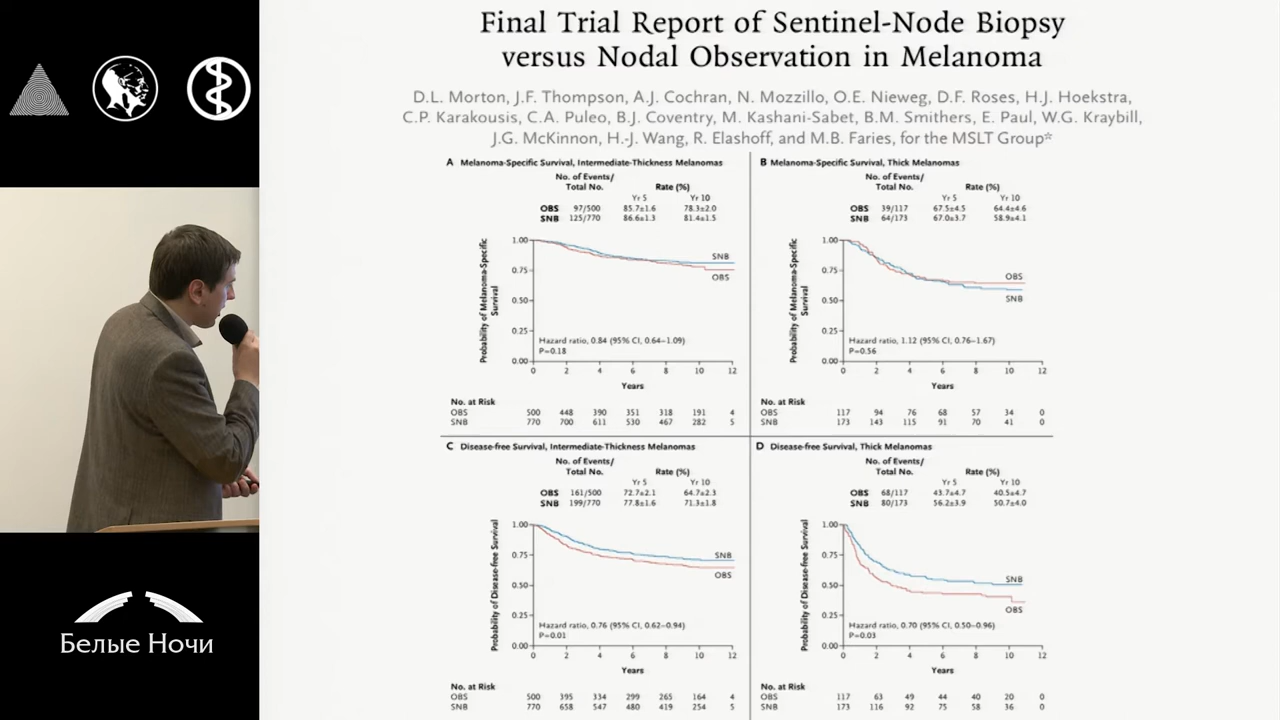 Final Trial Report of Sentinel-Node Biopsy
versus Nodal Observation in Melanoma
D.L. Morton, J.F. Thompson, A.J. Cochran, N. Mozzillo, O.E. Nieweg, D.F. Roses, H.J. Hoekstra,
C.P. Karakousis, C.A. Puleo, B.J. Coventry, M. Kashani-Sabet, B.M. Smithers, E. Paul, W.G. Kraybill,
J.G. McKinnon, H.-J. Wang, R. Elashoff, and M.B. Faries, for the MSLT Group*
A Melanoma-Specific Survival, Intermediate-Thickness Melanomas
No. of Events/
Total No. Rate (%)
Yr 5 Yr 10
OBS 97/500 85.7±1.6 78.3±2.0
SNB 125/770 86.6±1.3 81.4±1.5
Probability of Melanoma-Specific
Survival
1.00
0.75
0.50
0.25
0.00
SNB
OBS
Hazard ratio, 0.84 (95% CI, 0.64–1.09)
P=0.18
0 2 4 6 8 10 12
Years
No. at Risk
OBS 500 448 390 351 318 191 4
SNB 770 700 611 530 467 282 5
B Melanoma-Specific Survival, Thick Melanomas
No. of Events/
Total No. Rate (%)
Yr 5 Yr 10
OBS 39/117 67.5±4.5 64.4±4.6
SNB 64/173 67.0±3.7 58.9±4.1
Probability of Melanoma-Specific
Survival
1.00
0.75
0.50
0.25
0.00
OBS
SNB
Hazard ratio, 1.12 (95% CI, 0.76–1.67)
P=0.56
0 2 4 6 8 10 12
Years
No. at Risk
OBS 117 94 76 68 57 34 0
SNB 173 143 115 91 70 41 0
C Disease-free Survival, Intermediate-Thickness Melanomas
No. of Events/
Total No. Rate (%)
Yr 5 Yr 10
OBS 161/500 72.7±2.1 64.7±2.3
SNB 199/770 77.8±1.6 71.3±1.8
Probability of Disease-free Survival
1.00
0.75
0.50
0.25
0.00
SNB
OBS
Hazard ratio, 0.76 (95% CI, 0.62–0.94)
P=0.01
0 2 4 6 8 10 12
Years
No. at Risk
OBS 500 395 334 299 265 164 4
SNB 770 658 547 480 419 254 5
D Disease-free Survival, Thick Melanomas
No. of Events/
Total No. Rate (%)
Yr 5 Yr 10
OBS 68/117 43.7±4.7 40.5±4.7
SNB 80/173 56.2±3.9 50.7±4.0
Probability of Disease-free Survival
1.00
0.75
0.50
0.25
0.00
SNB
OBS
Hazard ratio, 0.70 (95% CI, 0.50–0.96)
P=0.03
0 2 4 6 8 10 12
Years
No. at Risk
OBS 117 63 49 44 40 20 0
SNB 173 116 92 75 58 36 0
Белые Ночи